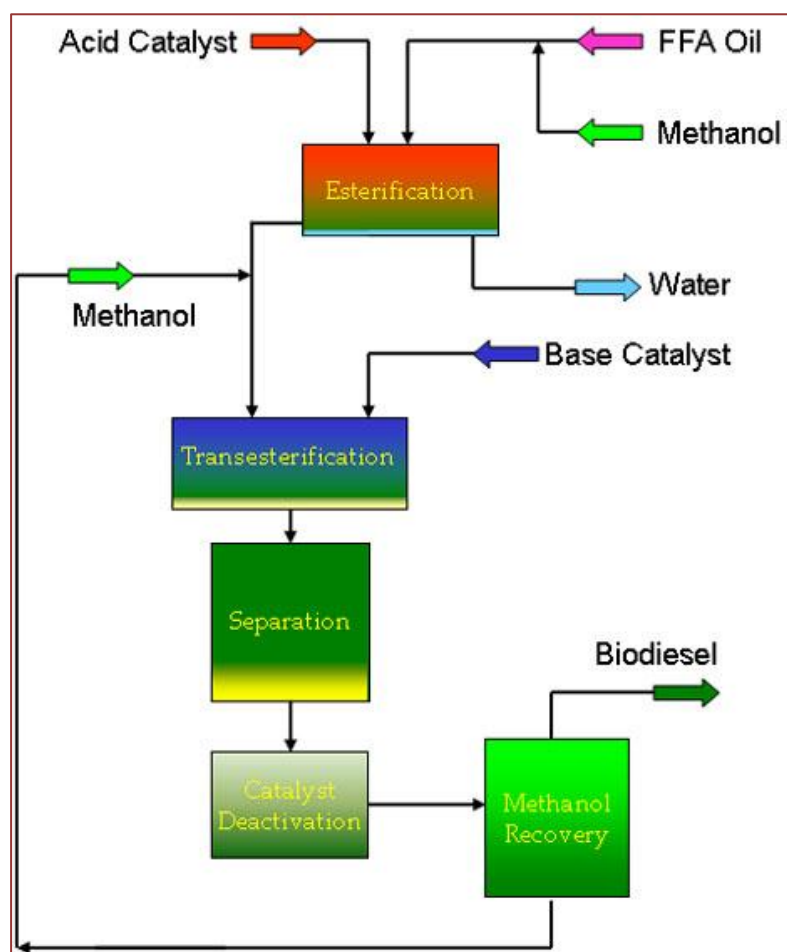 Acid Catalyst
FFA Oil
Methanol
Esterification
Water
Methanol
Base Catalyst
Transesterification
Separation
Biodiesel
Catalyst
Deactivation
Methanol
Recovery